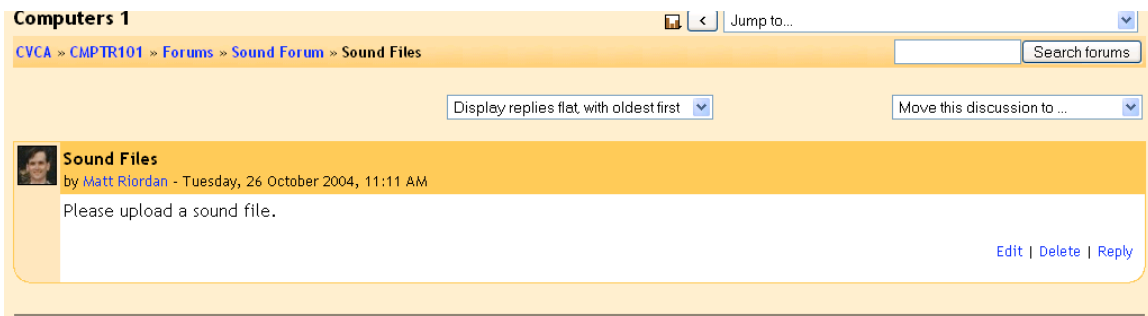 Computers 1
< Jump to...
CVCA » CMPTR101 » Forums » Sound Forum » Sound Files Search forums
Display replies flat, with oldest first Move this discussion to ...
Sound Files
by Matt Riordan - Tuesday, 26 October 2004, 11:11 AM
Please upload a sound file.
Edit | Delete | Reply